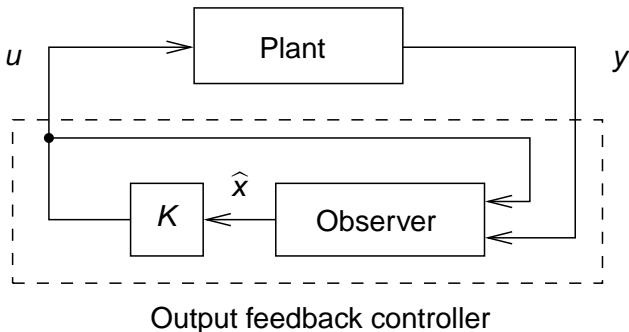 Plant
u
y
x̂
K
Observer
Output feedback controller